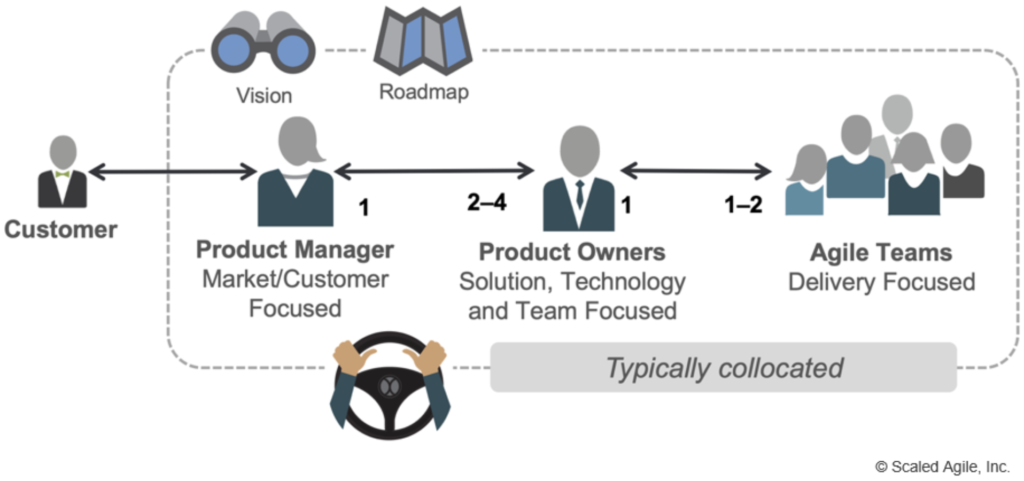 Vision
Roadmap
Customer
1
2–4
1
1–2
Product Manager
Market/Customer
Focused
Product Owners
Solution, Technology
and Team Focused
Agile Teams
Delivery Focused
Typically collocated
© Scaled Agile, Inc.